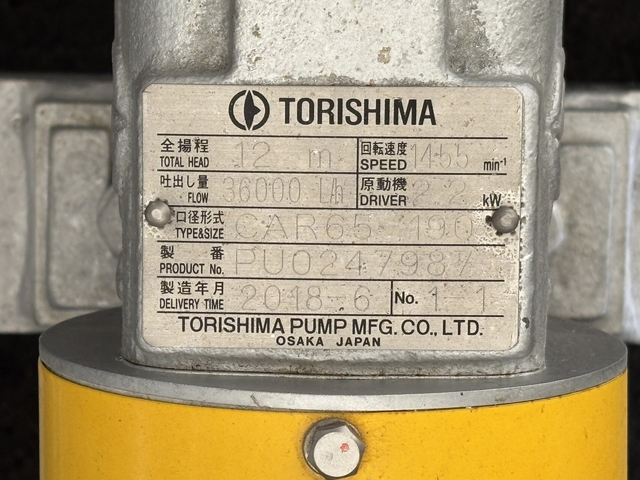 TORISHIMA
全揚程 TOTAL HEAD 12 m 回転速度 SPEED 1455 min-1
吐出し量 FLOW 36000 L/h 原動機 DRIVER 2.2 kW
口径形式 TYPE&SIZE CAR65-190
製番 PRODUCT No. PU0247987
製造年月 DELIVERY TIME 2018-6 No. 1-1
TORISHIMA PUMP MFG. CO., LTD.
OSAKA JAPAN